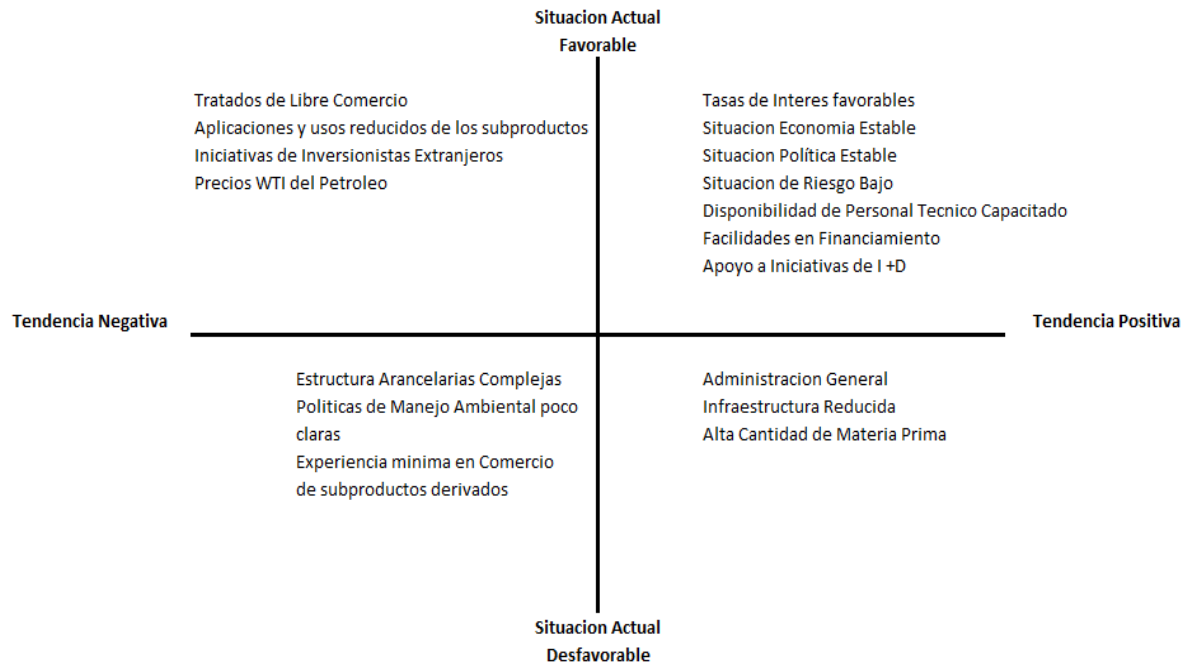 Situacion Actual
Favorable
Tratados de Libre Comercio
Aplicaciones y usos reducidos de los subproductos
Iniciativas de Inversionistas Extranjeros
Precios WTI del Petroleo
Tasas de Interes favorables
Situacion Economia Estable
Situacion Política Estable
Situacion de Riesgo Bajo
Disponibilidad de Personal Tecnico Capacitado
Facilidades en Financiamiento
Apoyo a Iniciativas de I +D
Tendencia Negativa
Tendencia Positiva
Estructura Arancelarias Complejas
Politicas de Manejo Ambiental poco
claras
Experiencia minima en Comercio
de subproductos derivados
Administracion General
Infraestructura Reducida
Alta Cantidad de Materia Prima
Situacion Actual
Desfavorable